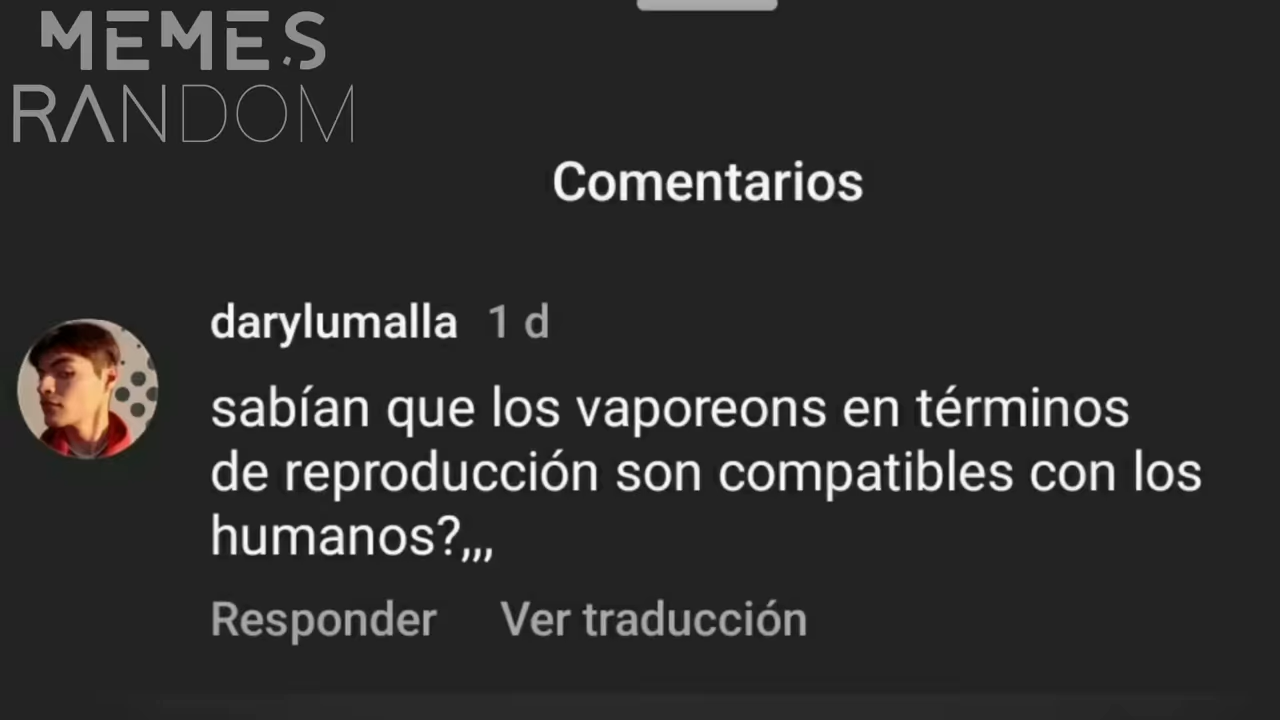 MEMES
RANDOM
Comentarios
darylumalla 1 d
sabían que los vaporeons en términos
de reproducción son compatibles con los
humanos?,,,
Responder Ver traducción